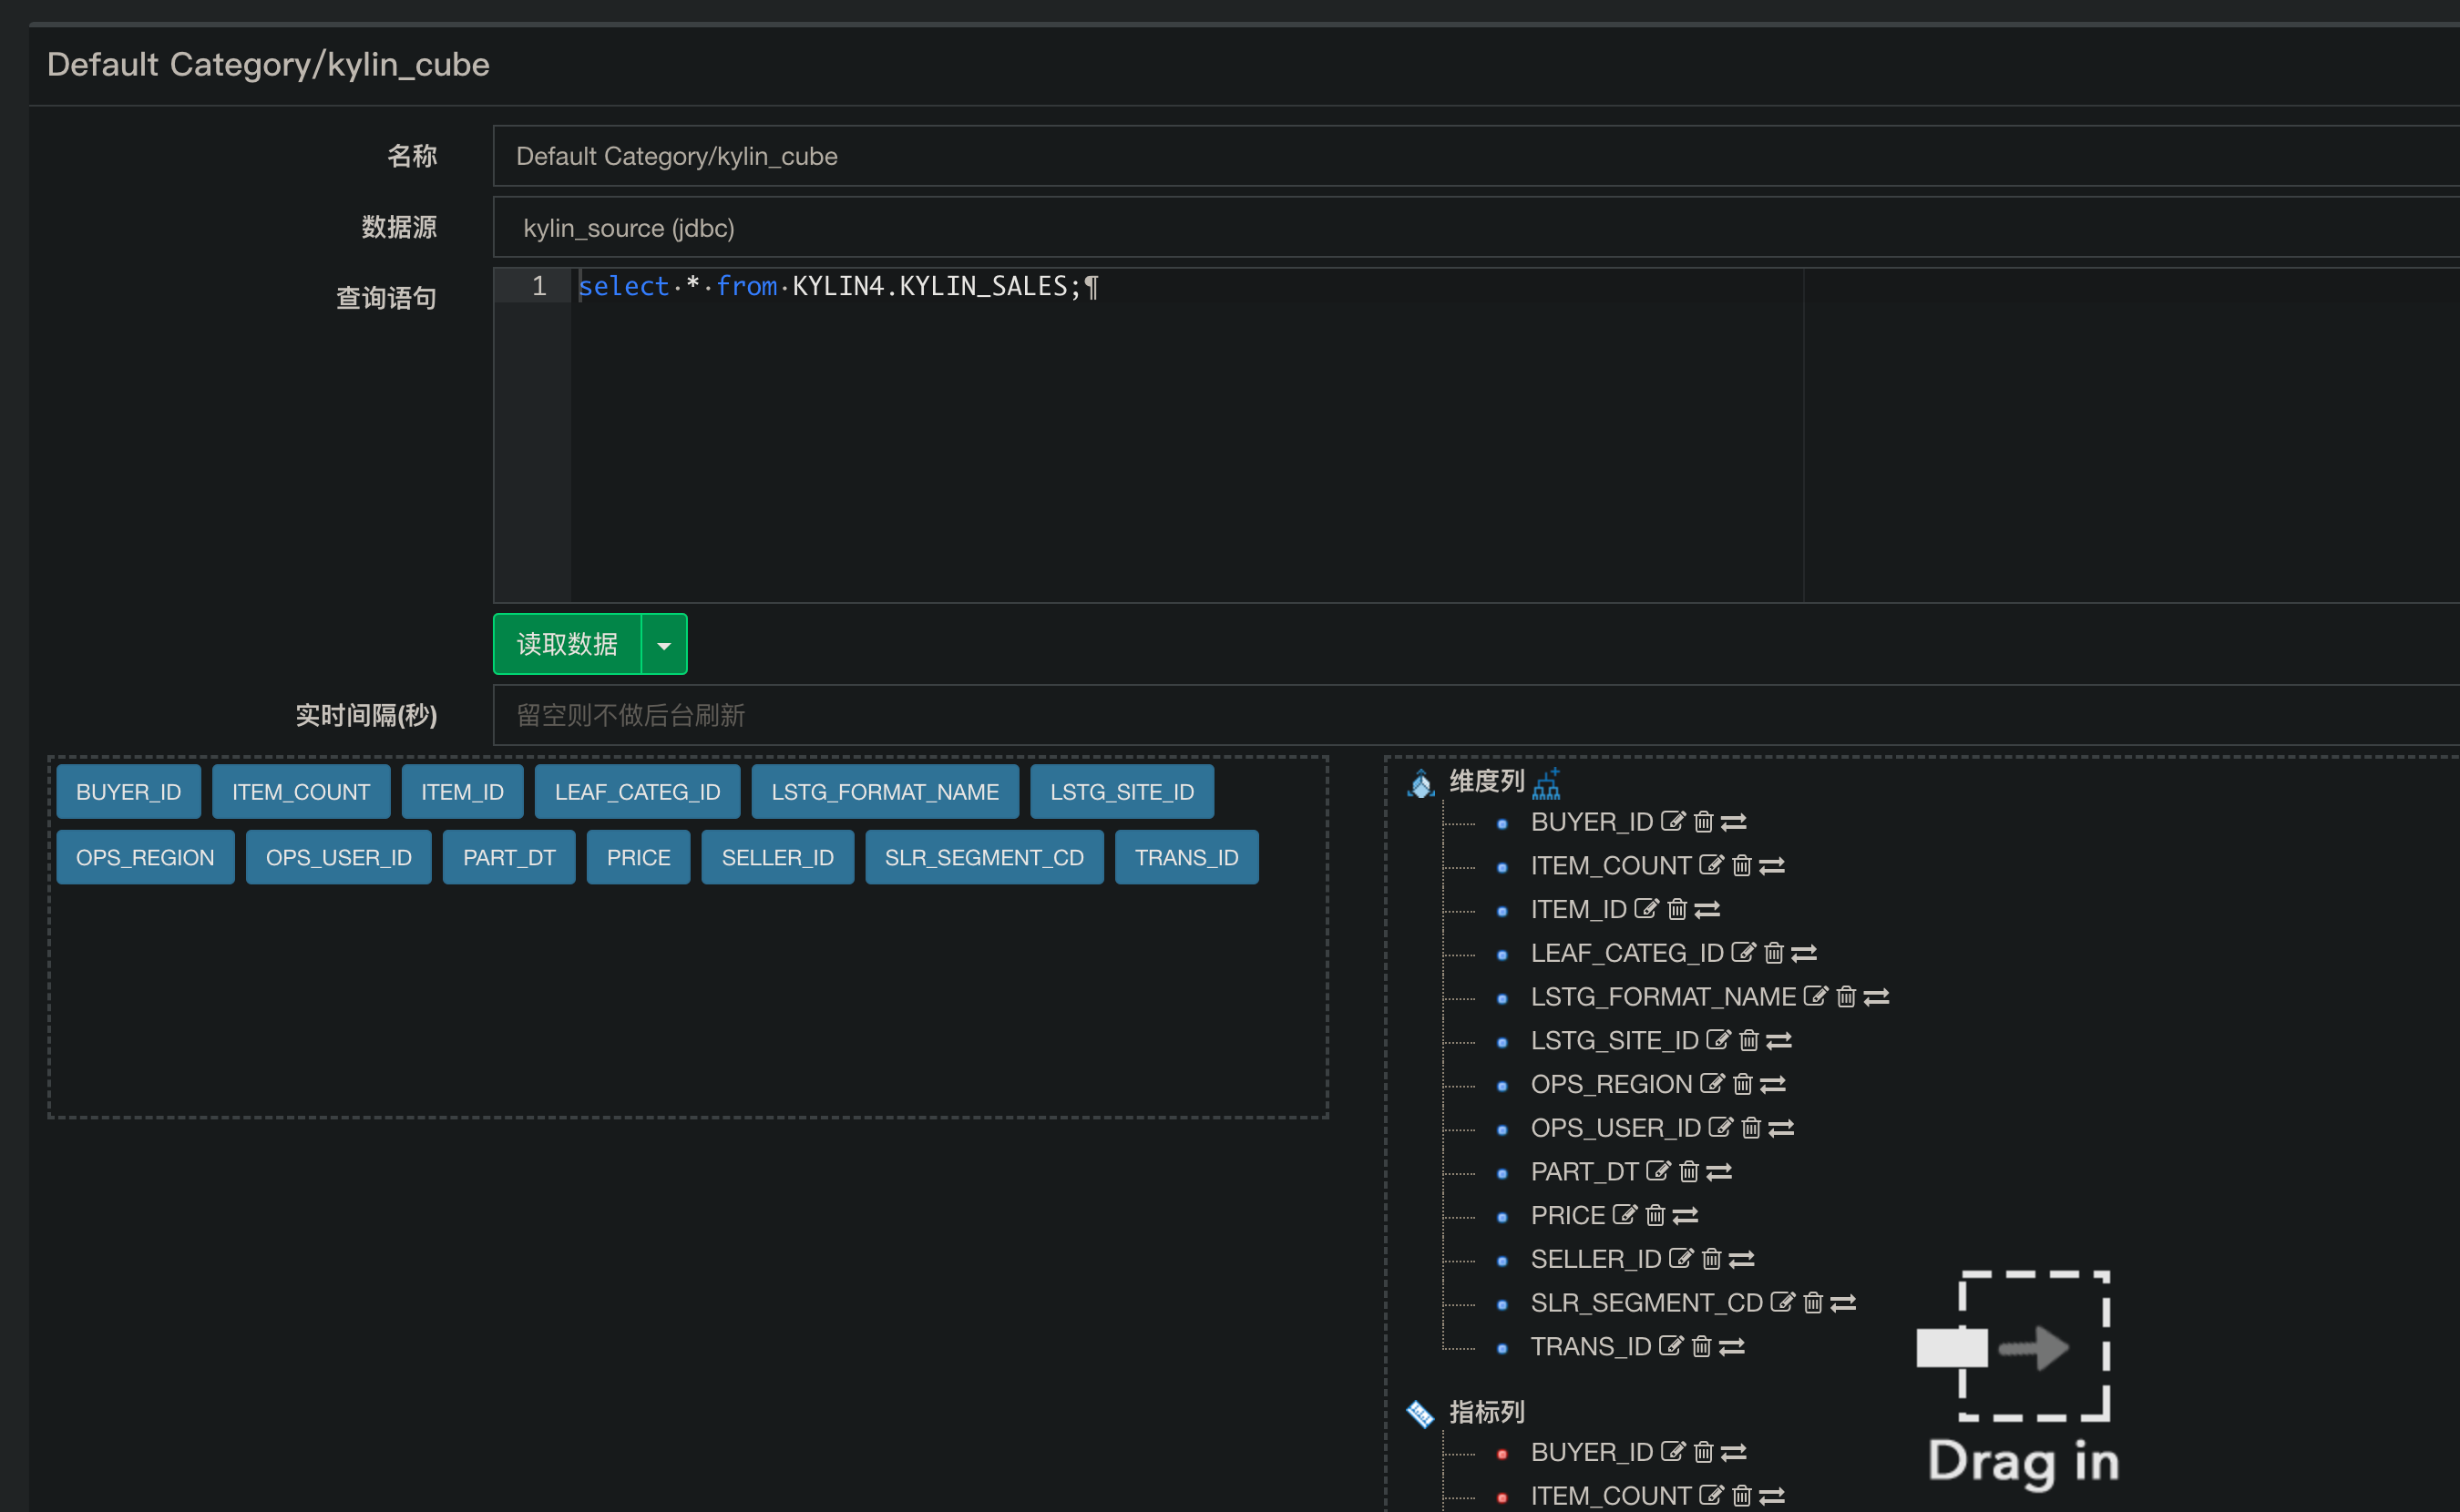 Default Category/kylin_cube
名称 Default Category/kylin_cube
数据源 kylin_source (jdbc)
查询语句 1 select·*·from·KYLIN4.KYLIN_SALES;¶
读取数据
实时间隔(秒) 留空则不做后台刷新
BUYER_ID ITEM_COUNT ITEM_ID LEAF_CATEG_ID LSTG_FORMAT_NAME LSTG_SITE_ID
OPS_REGION OPS_USER_ID PART_DT PRICE SELLER_ID SLR_SEGMENT_CD TRANS_ID
维度列
BUYER_ID
ITEM_COUNT
ITEM_ID
LEAF_CATEG_ID
LSTG_FORMAT_NAME
LSTG_SITE_ID
OPS_REGION
OPS_USER_ID
PART_DT
PRICE
SELLER_ID
SLR_SEGMENT_CD
TRANS_ID
指标列
BUYER_ID
ITEM_COUNT
Drag in